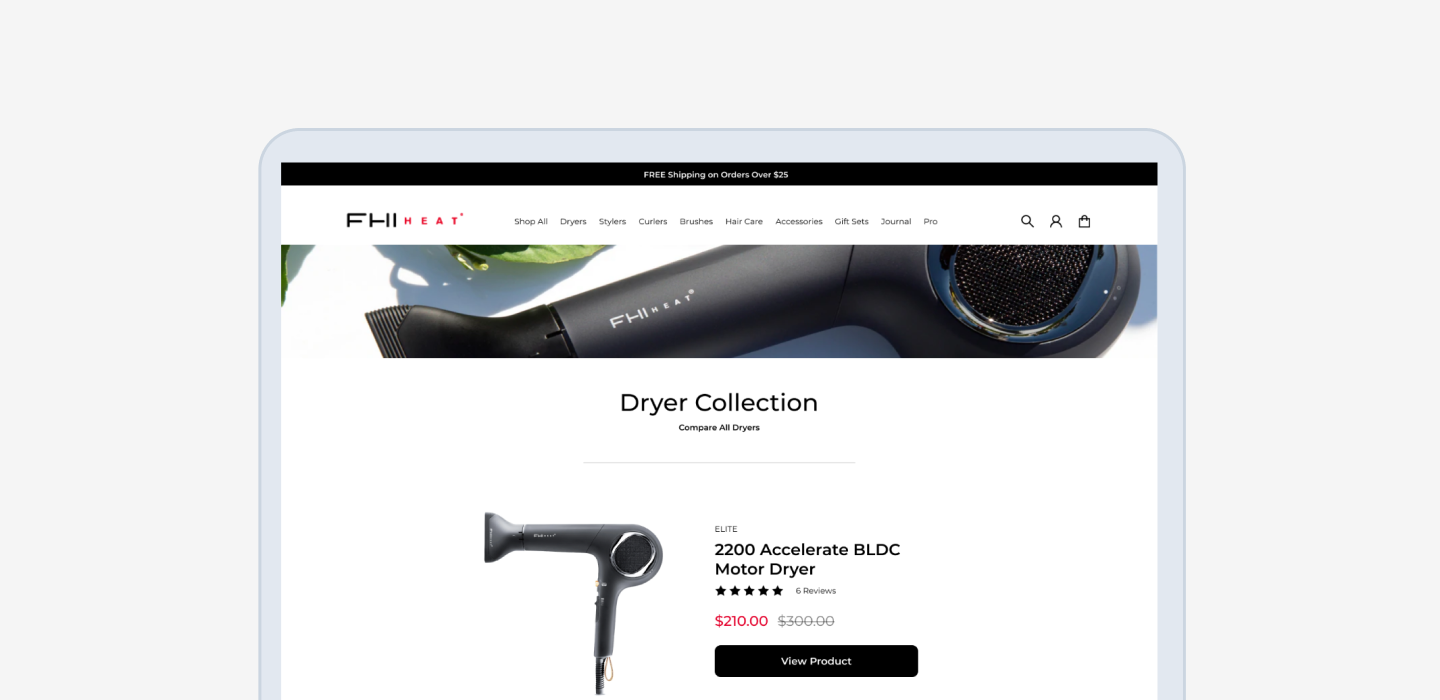 FREE Shipping on Orders Over $25
FHI HEAT
Shop All Dryers Stylers Curlers Brushes Hair Care Accessories Gift Sets Journal Pro
FHI HEAT
Dryer Collection
Compare All Dryers
ELITE
2200 Accelerate BLDC
Motor Dryer
6 Reviews
$210.00 $300.00
View Product